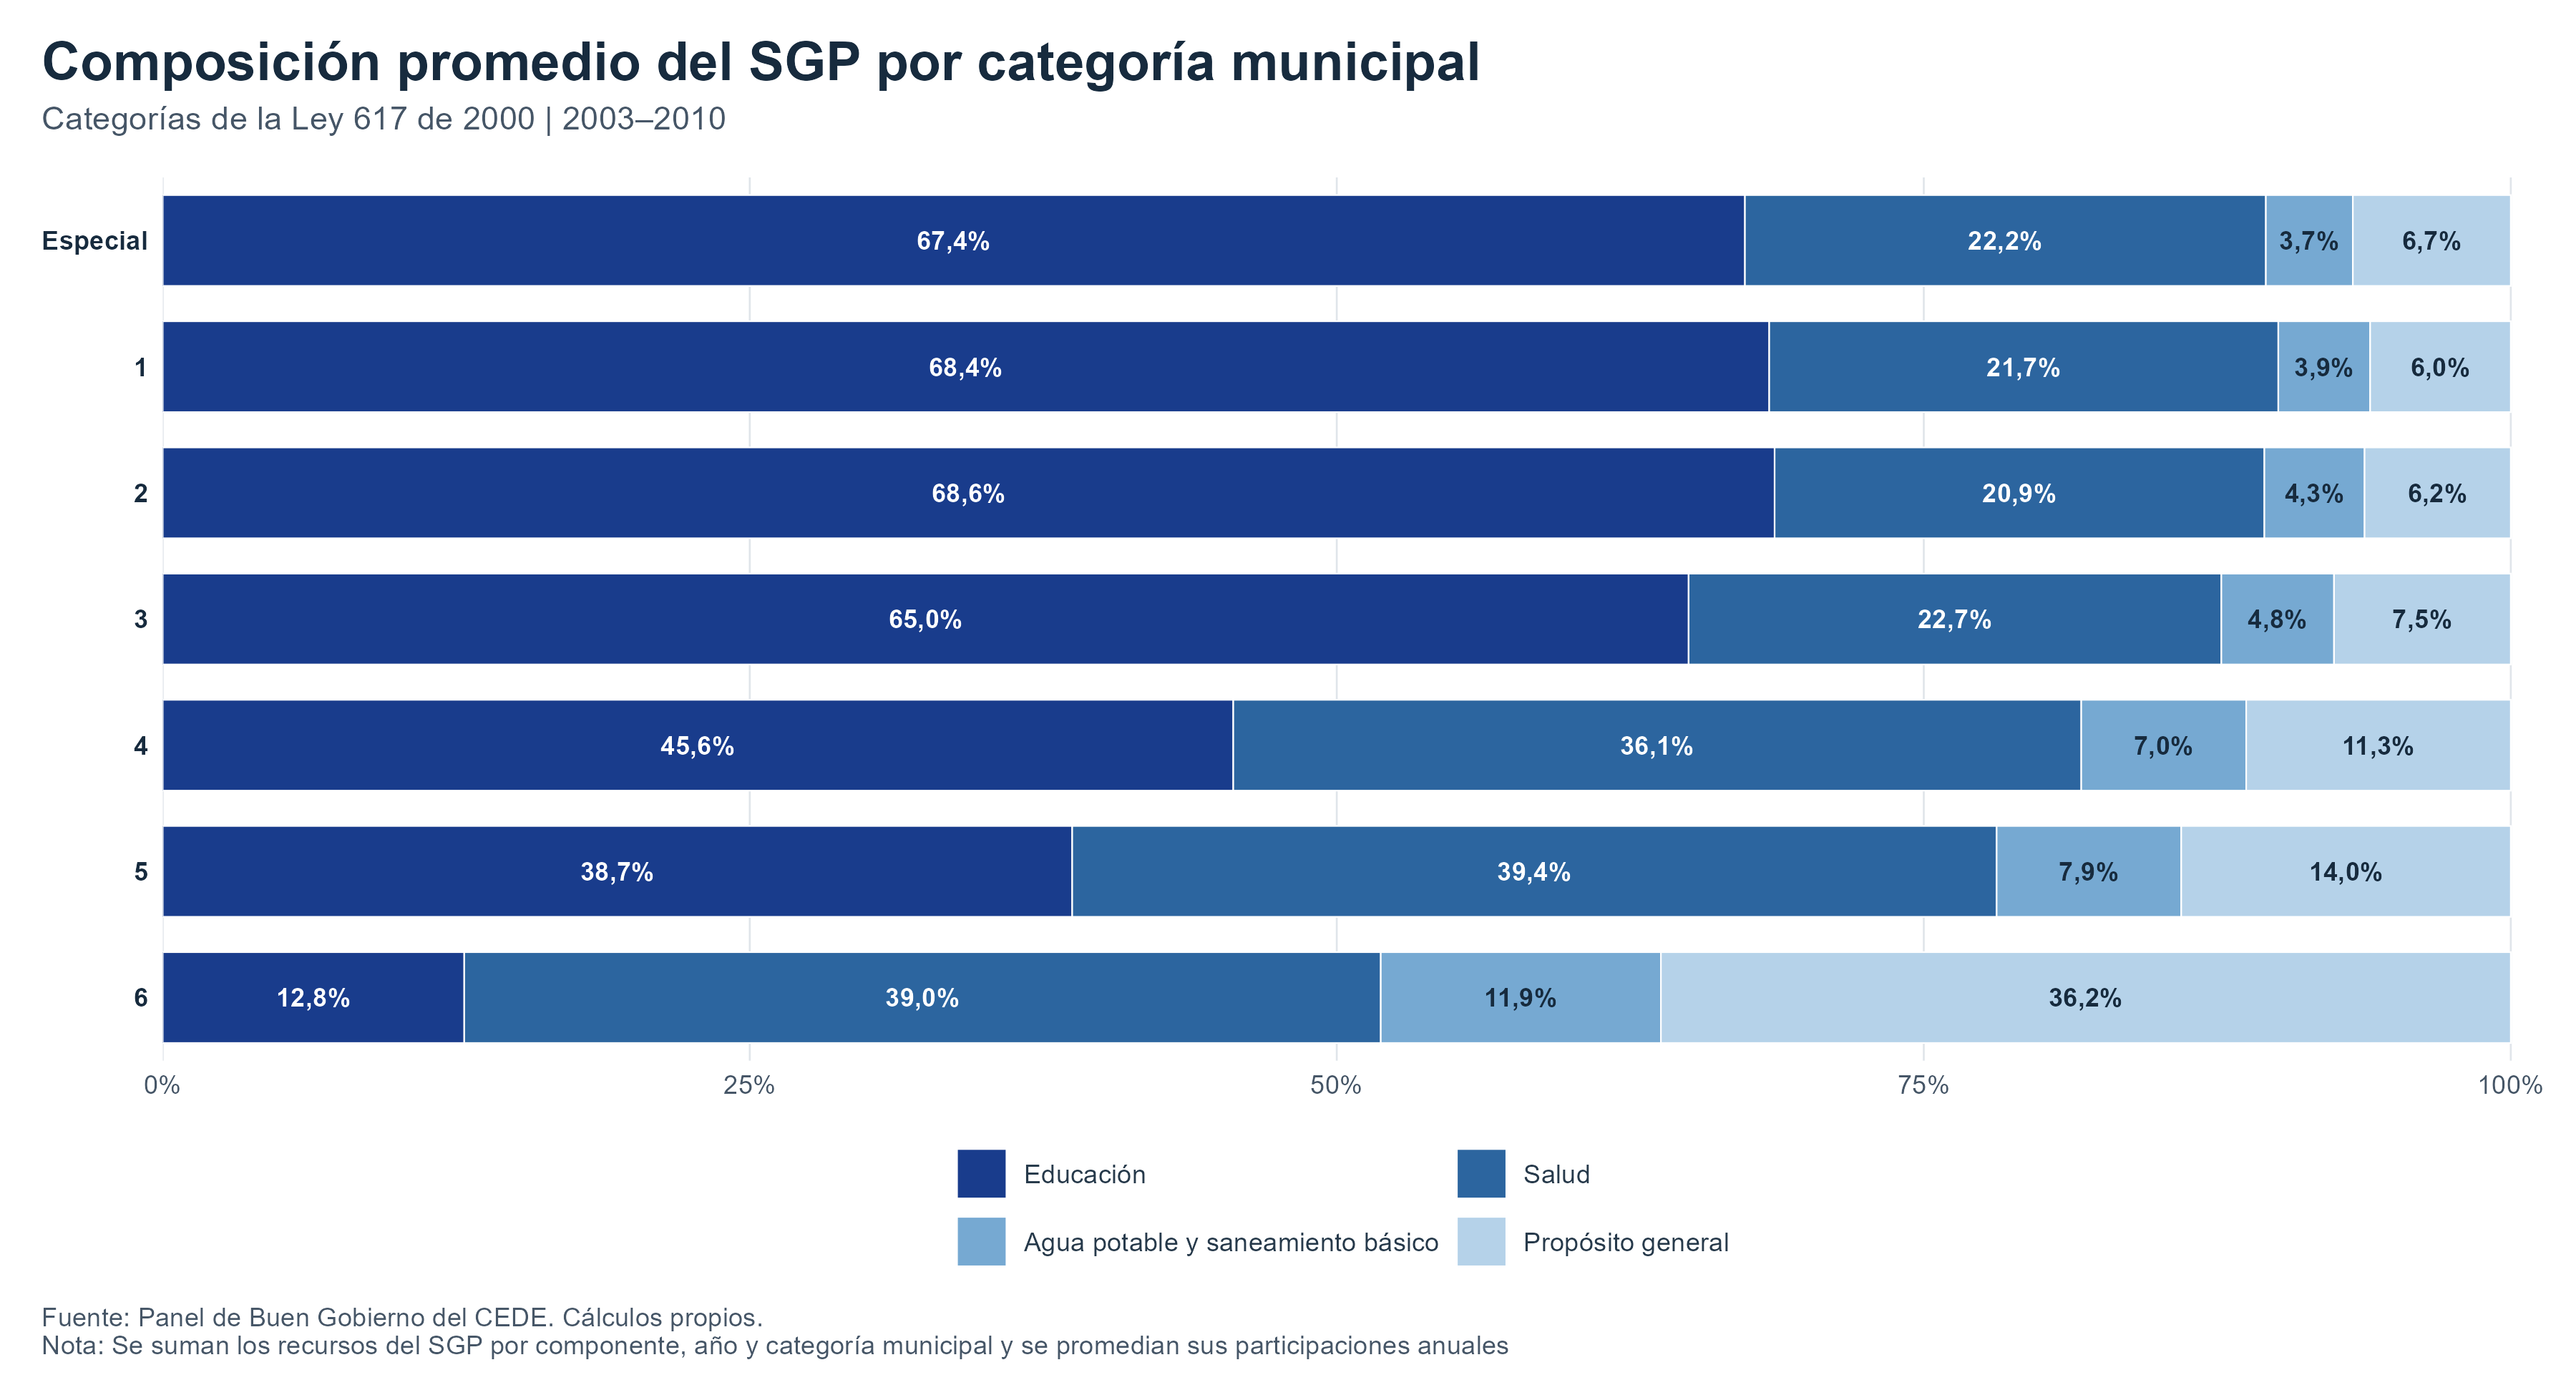 Composición promedio del SGP por categoría municipal
Categorías de la Ley 617 de 2000 | 2003–2010
Especial 67,4% 22,2% 3,7% 6,7%
1 68,4% 21,7% 3,9% 6,0%
2 68,6% 20,9% 4,3% 6,2%
3 65,0% 22,7% 4,8% 7,5%
4 45,6% 36,1% 7,0% 11,3%
5 38,7% 39,4% 7,9% 14,0%
6 12,8% 39,0% 11,9% 36,2%
0% 25% 50% 75% 100%
Educación Salud
Agua potable y saneamiento básico Propósito general
Fuente: Panel de Buen Gobierno del CEDE. Cálculos propios.
Nota: Se suman los recursos del SGP por componente, año y categoría municipal y se promedian sus participaciones anuales